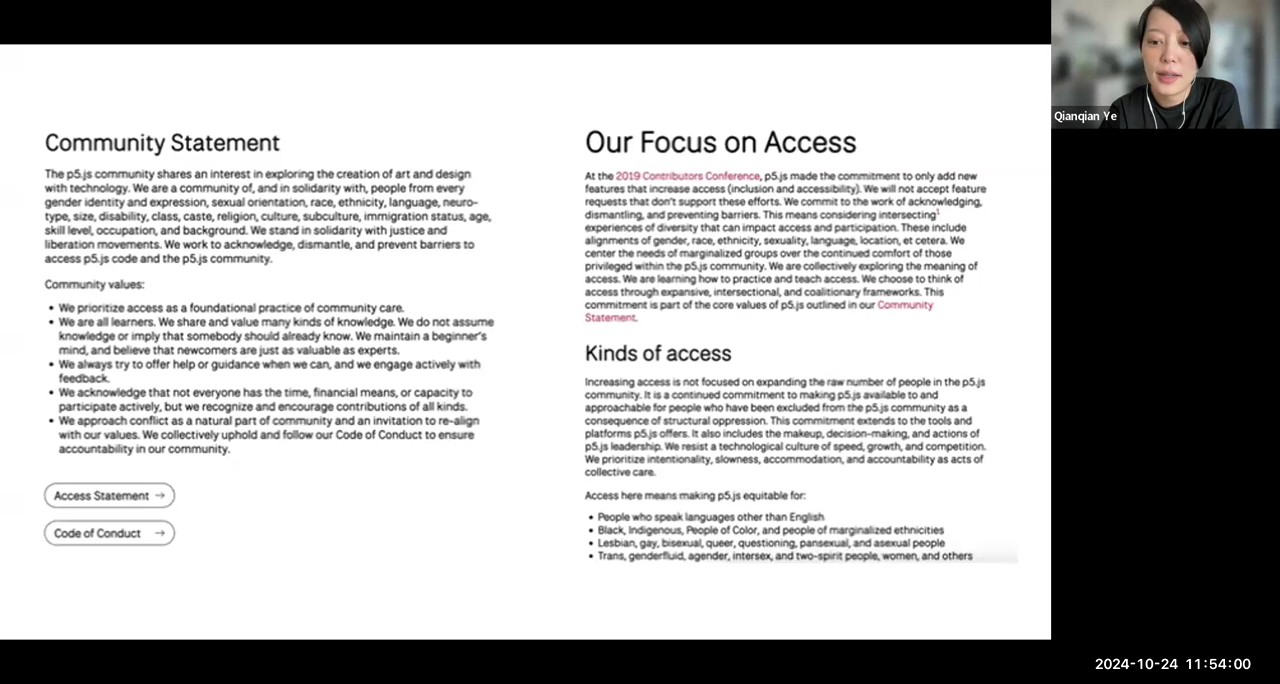 Community Statement
The p5.js community shares an interest in exploring the creation of art and design
with technology. We are a community of, and in solidarity with, people from every
gender identity and expression, sexual orientation, race, ethnicity, language, neuro-
type, size, disability, class, caste, religion, culture, subculture, immigration status, age,
skill level, occupation, and background. We stand in solidarity with justice and
liberation movements. We work to acknowledge, dismantle, and prevent barriers to
access p5.js code and the p5.js community.
Community values:
• We prioritize access as a foundational practice of community care.
• We are all learners. We share and value many kinds of knowledge. We do not assume
knowledge or imply that somebody should already know. We maintain a beginner's
mind, and believe that newcomers are just as valuable as experts.
• We always try to offer help or guidance when we can, and we engage actively with
feedback.
• We acknowledge that not everyone has the time, financial means, or capacity to
participate actively, but we recognize and encourage contributions of all kinds.
• We approach conflict as a natural part of community and an invitation to re-align
with our values. We collectively uphold and follow our Code of Conduct to ensure
accountability in our community.
Access Statement →
Code of Conduct →
Our Focus on Access
At the 2019 Contributors Conference, p5.js made the commitment to only add new
features that increase access (inclusion and accessibility). We will not accept feature
requests that don't support these efforts. We commit to the work of acknowledging,
dismantling, and preventing barriers. This means considering intersecting1
experiences of diversity that can impact access and participation. These include
alignments of gender, race, ethnicity, sexuality, language, location, et cetera. We
center the needs of marginalized groups over the continued comfort of those
privileged within the p5.js community. We are collectively exploring the meaning of
access. We are learning how to practice and teach access. We choose to think of
access through expansive, intersectional, and coalitionary frameworks. This
commitment is part of the core values of p5.js outlined in our Community
Statement.
Kinds of access
Increasing access is not focused on expanding the raw number of people in the p5.js
community. It is a continued commitment to making p5.js available to and
approachable for people who have been excluded from the p5.js community as a
consequence of structural oppression. This commitment extends to the tools and
platforms p5.js offers. It also includes the makeup, decision-making, and actions of
p5.js leadership. We resist a technological culture of speed, growth, and competition.
We prioritize intentionality, slowness, accommodation, and accountability as acts of
collective care.
Access here means making p5.js equitable for:
• People who speak languages other than English
• Black, Indigenous, People of Color, and people of marginalized ethnicities
• Lesbian, gay, bisexual, queer, questioning, pansexual, and asexual people
• Trans, genderfluid, agender, intersex, and two-spirit people, women, and others
Qianqian Ye
2024-10-24 11:54:00